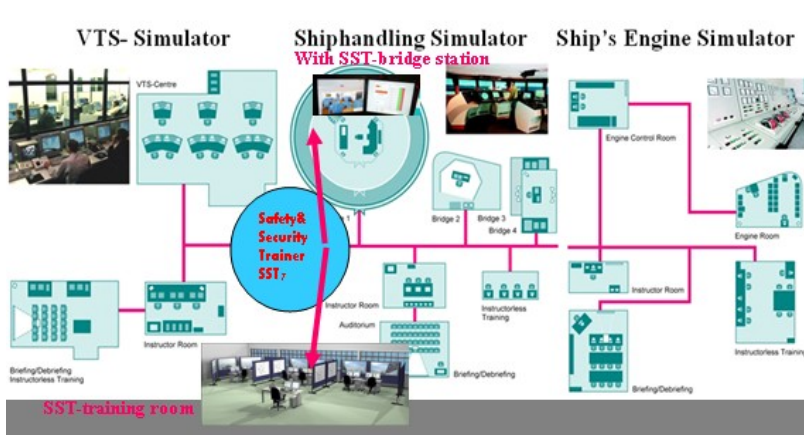 VTS- Simulator
Shiphandling Simulator
Ship's Engine Simulator
With SST-bridge station
VTS-Centre
Engine Control Room
Safety&
Security
Trainer
SST7
1
Bridge 2
Bridge 3
Bridge 4
Engine Room
Instructor Room
Instructor Room
Auditorium
Instructorless
Training
Instructor Room
Briefing/Debriefing
Instructorless Training
Briefing/Debriefing
Briefing/Debriefing
Instructorless Training
SST-training room